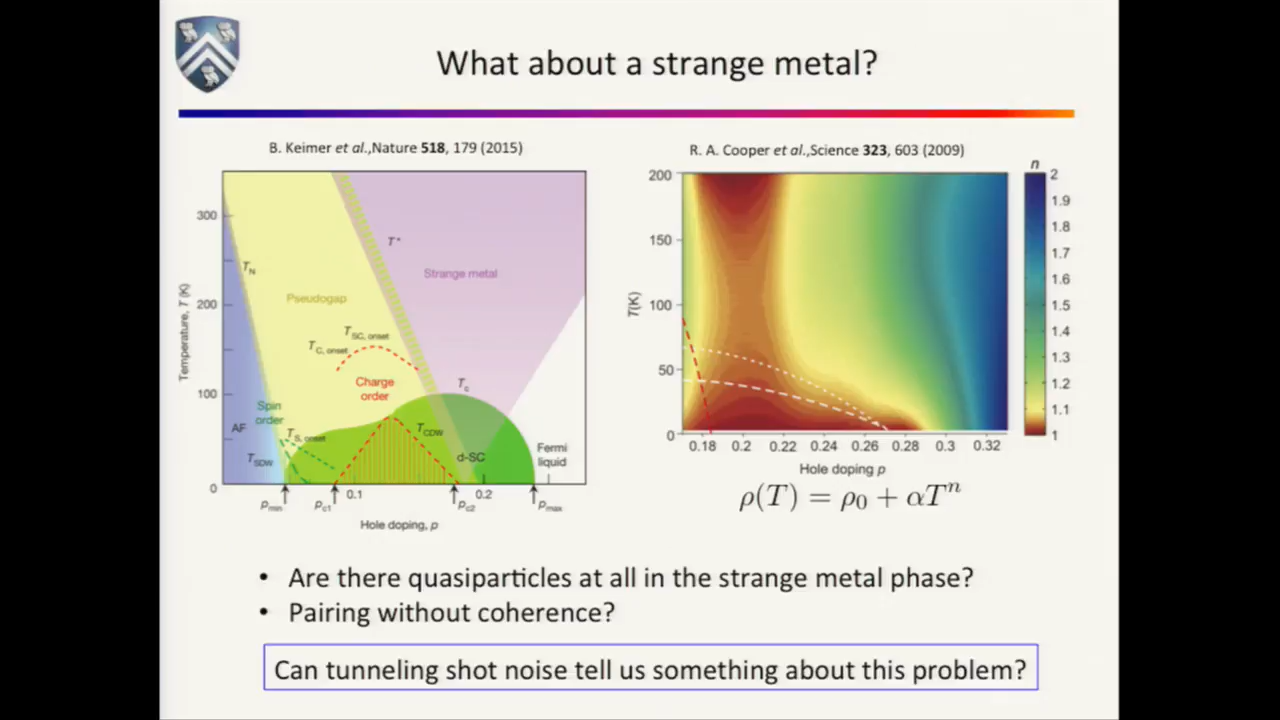 What about a strange metal?
B. Keimer et al.,Nature 518, 179 (2015)
R. A. Cooper et al.,Science 323, 603 (2009)
Temperature, T (K)
300
200
100
0
T_N
T*
Strange metal
Pseudogap
T_SC, onset
T_C, onset
Charge
order
T_c
Spin
order
AF
T_S, onset
T_CDW
T_SDW
d-SC
Fermi
liquid
0.1
0.2
p_min
p_c1
p_c2
p_max
Hole doping, p
n
T(K)
200
150
100
50
0
0.18 0.2 0.22 0.24 0.26 0.28 0.3 0.32
Hole doping p
2
1.9
1.8
1.7
1.6
1.5
1.4
1.3
1.2
1.1
1
ρ(T) = ρ₀ + αTⁿ
• Are there quasiparticles at all in the strange metal phase?
• Pairing without coherence?
Can tunneling shot noise tell us something about this problem?